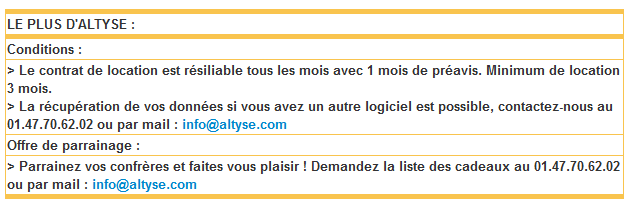 LE PLUS D'ALTYSE :
Conditions :
> Le contrat de location est résiliable tous les mois avec 1 mois de préavis. Minimum de location
3 mois.
> La récupération de vos données si vous avez un autre logiciel est possible, contactez-nous au
01.47.70.62.02 ou par mail : info@altyse.com
Offre de parrainage :
> Parrainez vos confrères et faites vous plaisir ! Demandez la liste des cadeaux au 01.47.70.62.02
ou par mail : info@altyse.com